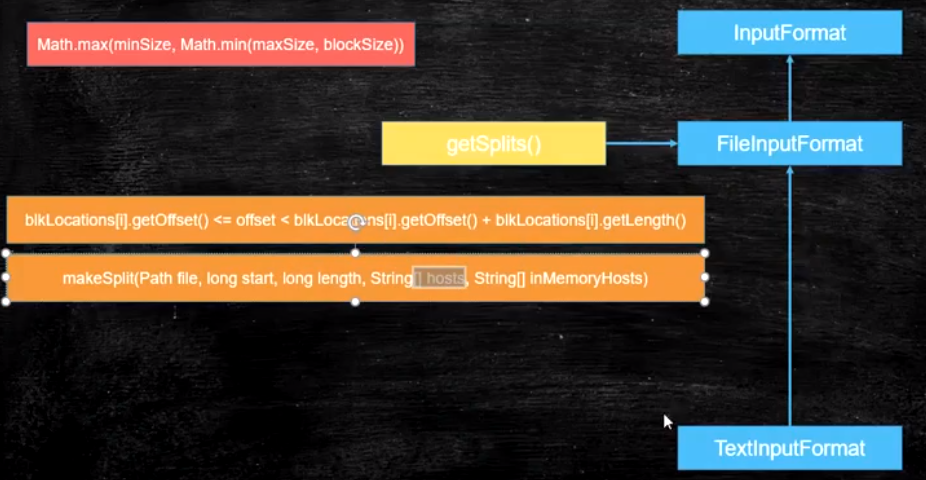 Math.max(minSize, Math.min(maxSize, blockSize))
InputFormat
getSplits()
FileInputFormat
blkLocations[i].getOffset() <= offset < blkLocations[i].getOffset() + blkLocations[i].getLength()
makeSplit(Path file, long start, long length, String[] hosts, String[] inMemoryHosts)
TextInputFormat